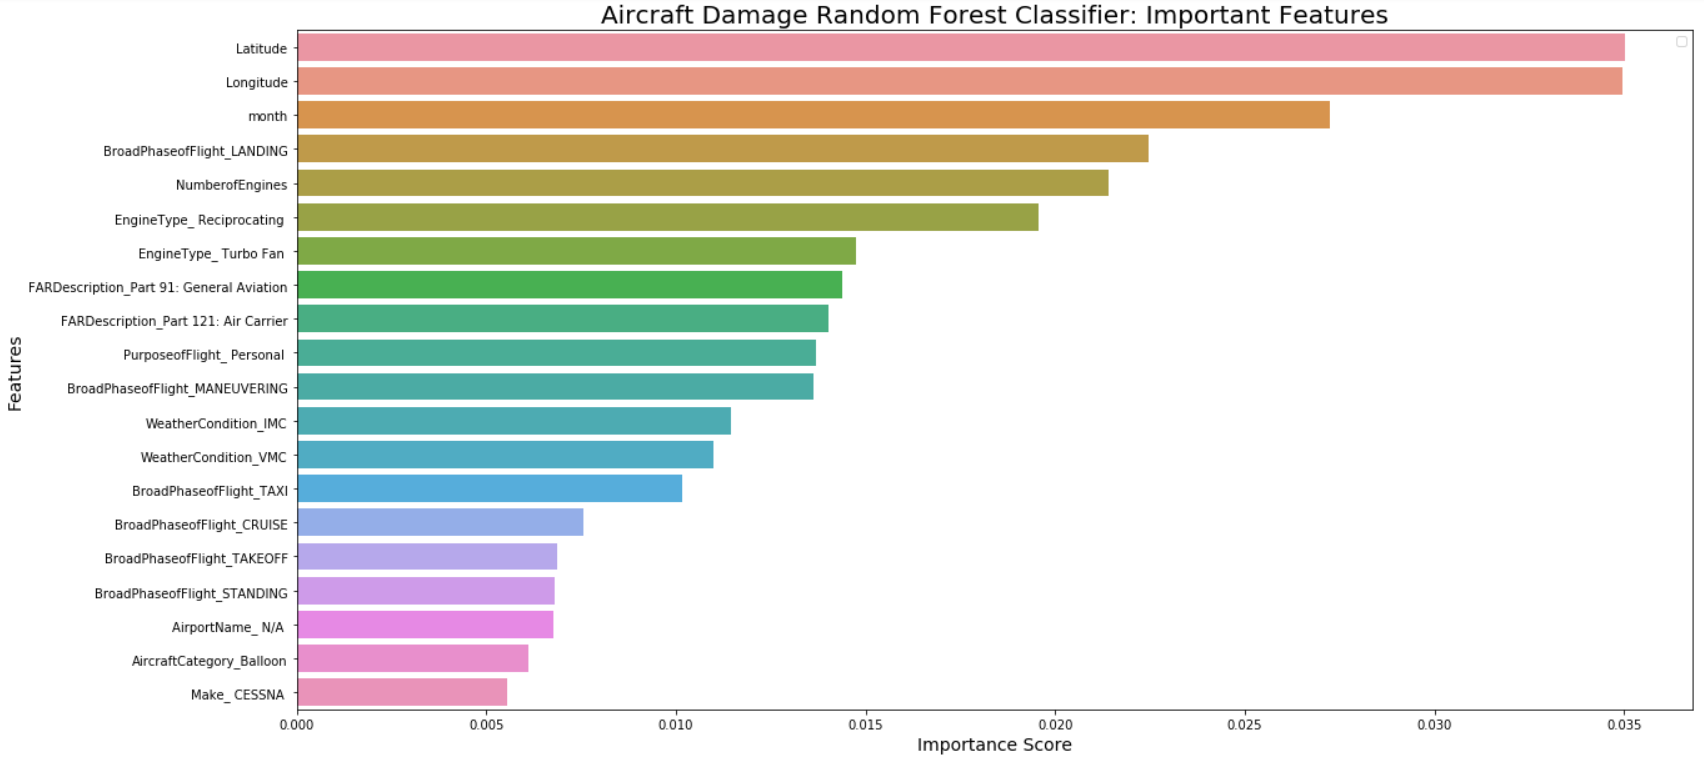 Aircraft Damage Random Forest Classifier: Important Features
Latitude
Longitude
month
BroadPhaseofFlight_LANDING
NumberofEngines
EngineType_ Reciprocating
EngineType_ Turbo Fan
FARDescription_Part 91: General Aviation
FARDescription_Part 121: Air Carrier
PurposeofFlight_ Personal
BroadPhaseofFlight_MANEUVERING
WeatherCondition_IMC
WeatherCondition_VMC
BroadPhaseofFlight_TAXI
BroadPhaseofFlight_CRUISE
BroadPhaseofFlight_TAKEOFF
BroadPhaseofFlight_STANDING
AirportName_ N/A
AircraftCategory_Balloon
Make_ CESSNA
Features
0.000 0.005 0.010 0.015 0.020 0.025 0.030 0.035
Importance Score